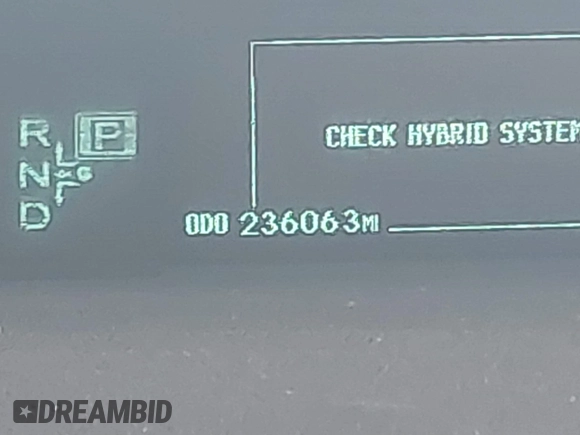 R P
CHECK HYBRID SYSTEM
N
D
ODO 236063MI
DREAMBID